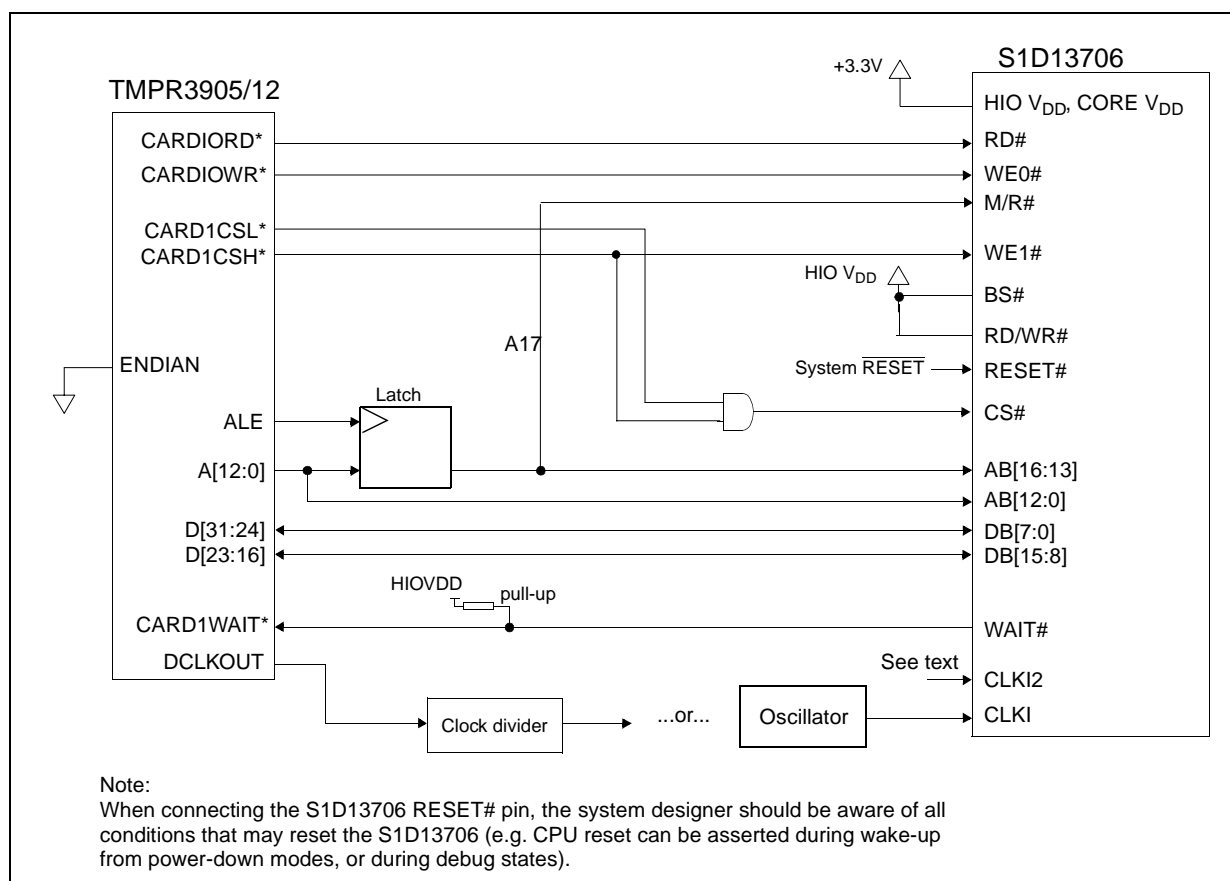 S1D13706
+3.3V
TMPR3905/12
HIO VDD, CORE VDD
CARDIORD*
RD#
CARDIOWR*
WE0#
M/R#
CARD1CSL*
CARD1CSH*
WE1#
HIO VDD
BS#
A17
RD/WR#
ENDIAN
System RESET
RESET#
Latch
CS#
ALE
A[12:0]
AB[16:13]
AB[12:0]
D[31:24]
DB[7:0]
D[23:16]
DB[15:8]
HIOVDD
pull-up
CARD1WAIT*
WAIT#
DCLKOUT
See text
CLKI2
Clock divider
...or...
Oscillator
CLKI
Note:
When connecting the S1D13706 RESET# pin, the system designer should be aware of all
conditions that may reset the S1D13706 (e.g. CPU reset can be asserted during wake-up
from power-down modes, or during debug states).